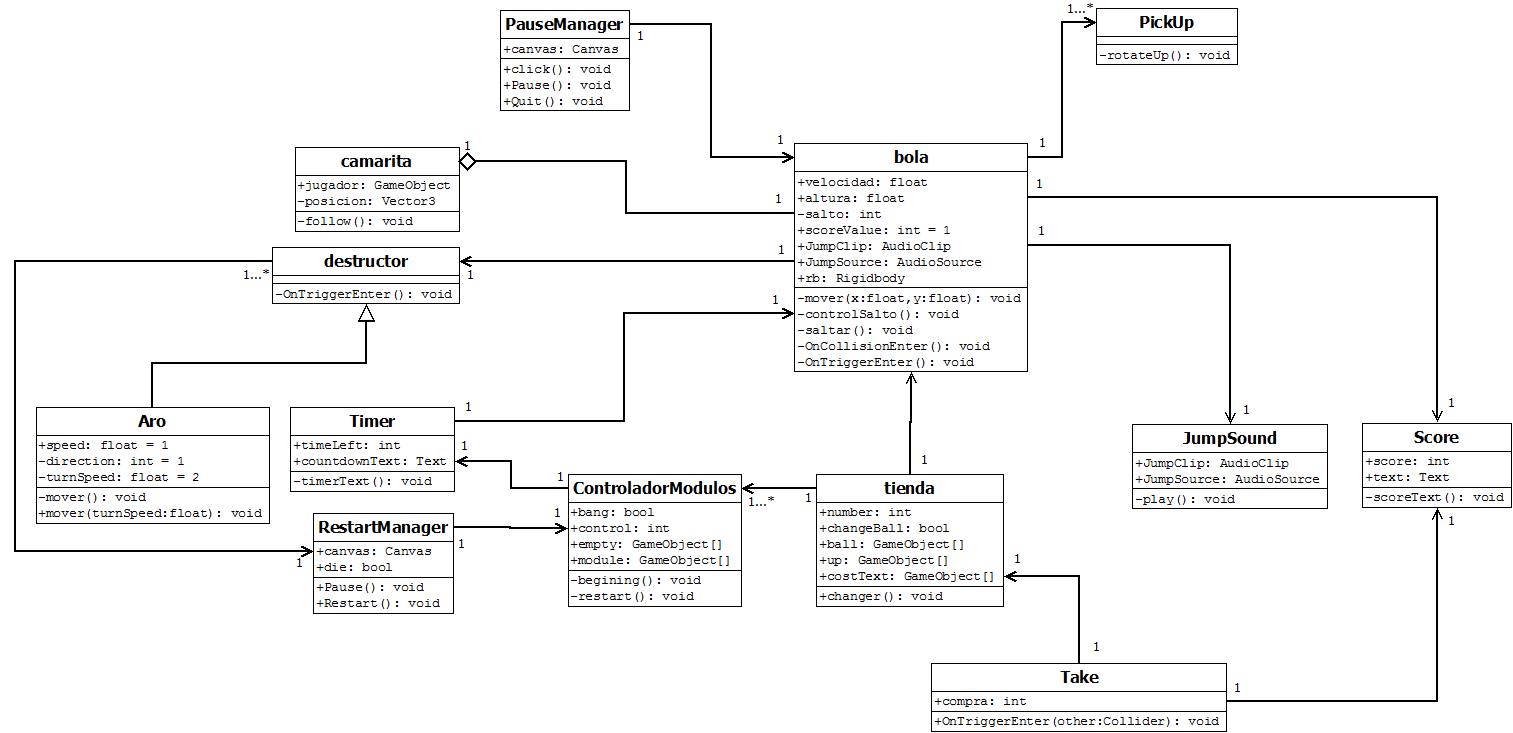 PauseManager
+canvas: Canvas
+click(): void
+Pause(): void
+Quit(): void
1
1
1...*
PickUp
-rotateUp(): void
1
camarita
+jugador: GameObject
-posicion: Vector3
-follow(): void
1
1
bola
+velocidad: float
+altura: float
-salto: int
+scoreValue: int = 1
+JumpClip: AudioClip
+JumpSource: AudioSource
+rb: Rigidbody
-mover(x:float,y:float): void
-controlSalto(): void
-saltar(): void
-OnCollisionEnter(): void
-OnTriggerEnter(): void
1
1
destructor
-OnTriggerEnter(): void
1...*
1
1
1
Aro
+speed: float = 1
-direction: int = 1
-turnSpeed: float = 2
-mover(): void
+mover(turnSpeed:float): void
Timer
+timeLeft: int
+countdownText: Text
-timerText(): void
1
1
JumpSound
+JumpClip: AudioClip
+JumpSource: AudioSource
-play(): void
1
Score
+score: int
+text: Text
-scoreText(): void
1
1
RestartManager
+canvas: Canvas
+die: bool
+Pause(): void
+Restart(): void
1
1
ControladorModulos
+bang: bool
+control: int
+empty: GameObject[]
+module: GameObject[]
-begining(): void
-restart(): void
1
1
1...*
tienda
+number: int
+changeBall: bool
+ball: GameObject[]
+up: GameObject[]
+costText: GameObject[]
+changer(): void
1
1
1
1
Take
+compra: int
+OnTriggerEnter(other:Collider): void
1